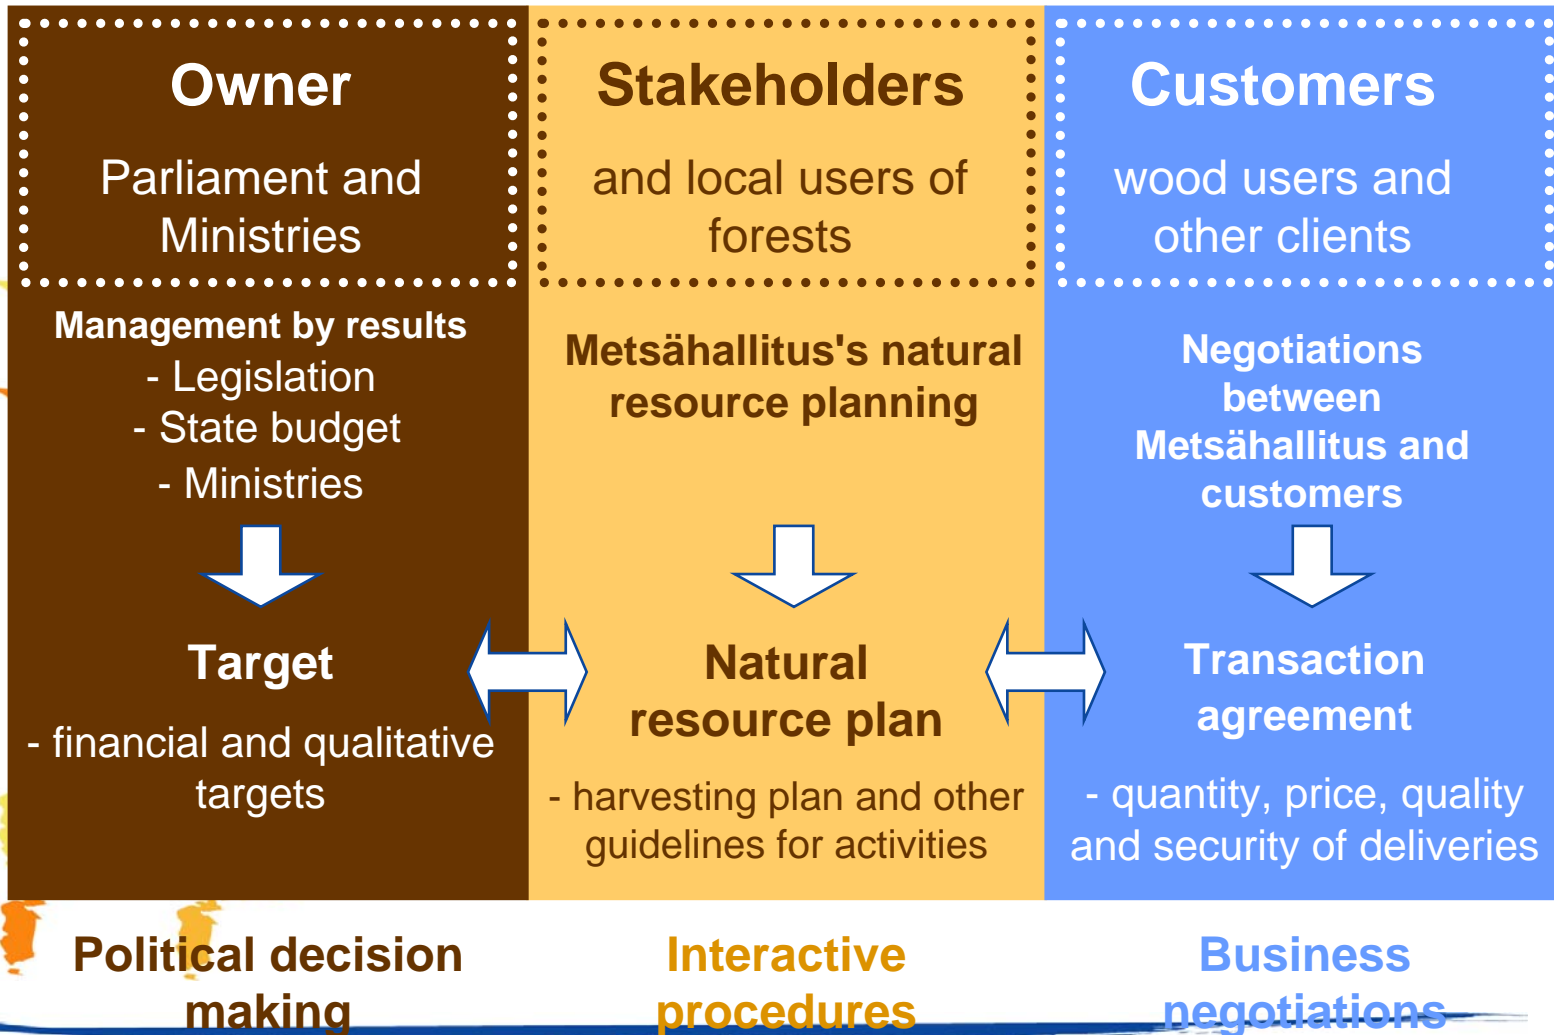 Owner
Parliament and
Ministries
Management by results
- Legislation
- State budget
- Ministries
Target
- financial and qualitative
targets
Political decision
making
Stakeholders
and local users of
forests
Metsähallitus's natural
resource planning
Natural
resource plan
- harvesting plan and other
guidelines for activities
Interactive
procedures
Customers
wood users and
other clients
Negotiations
between
Metsähallitus and
customers
Transaction
agreement
- quantity, price, quality
and security of deliveries
Business
negotiations